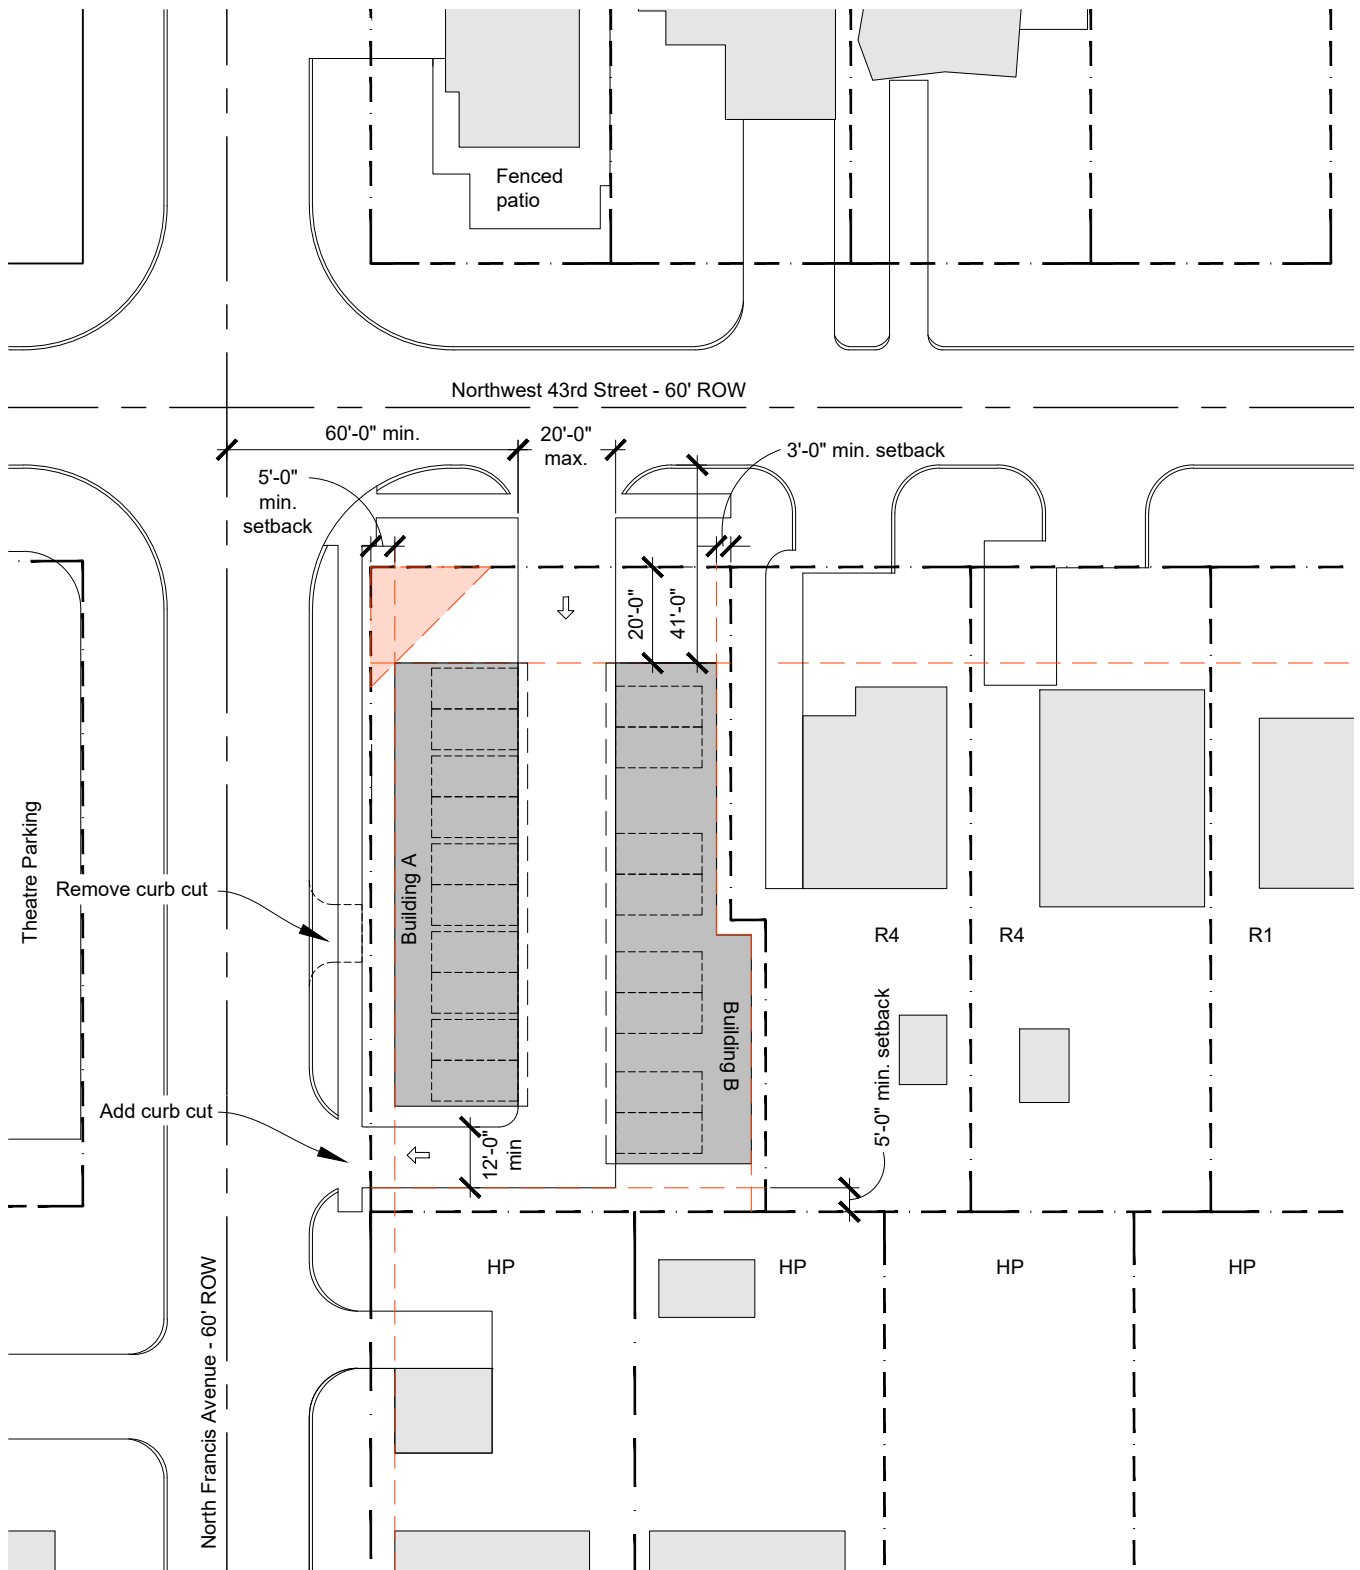 Fenced
patio
Northwest 43rd Street - 60' ROW
60'-0" min.
20'-0"
max.
3'-0" min. setback
5'-0"
min.
setback
20'-0"
41'-0"
Theatre Parking
Building A
Remove curb cut
R4
R4
R1
Building B
5'-0" min. setback
Add curb cut
12'-0"
min
HP
HP
HP
HP
North Francis Avenue - 60' ROW